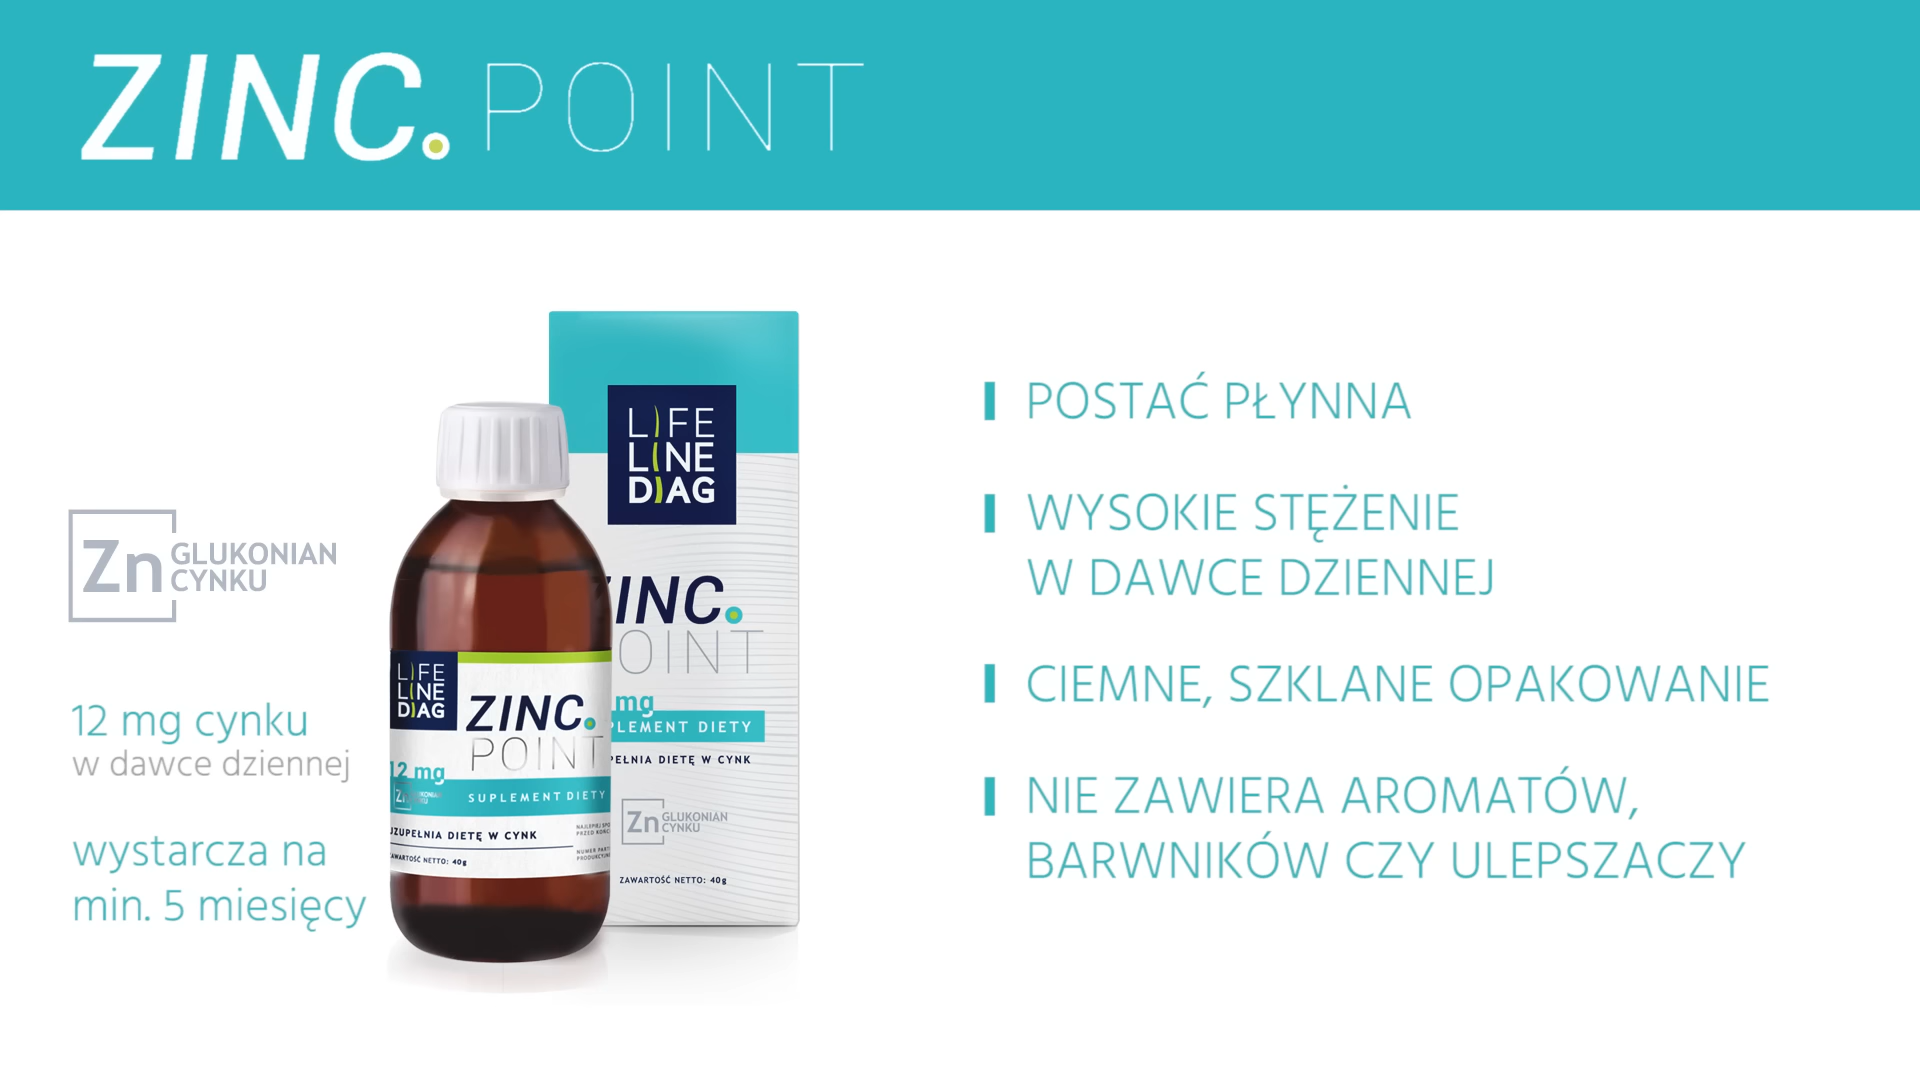 ZINC. POINT
Zn GLUKONIAN
CYNKU
12 mg cynku
w dawce dziennej
wystarcza na
min. 5 miesięcy
LIFE
LINE
DIAG
ZINC.
POINT
12 mg
SUPLEMENT DIETY
UZUPEŁNIA DIETĘ W CYNK
ZAWARTOŚĆ NETTO: 40g
LIFE
LINE
DIAG
INC.
OINT
mg
PLEMENT DIETY
PEŁNIA DIETĘ W CYNK
Zn GLUKONIAN
CYNKU
ZAWARTOŚĆ NETTO: 40g
POSTAĆ PŁYNNA
WYSOKIE STĘŻENIE
W DAWCE DZIENNEJ
CIEMNE, SZKLANE OPAKOWANIE
NIE ZAWIERA AROMATÓW,
BARWNIKÓW CZY ULEPSZACZY